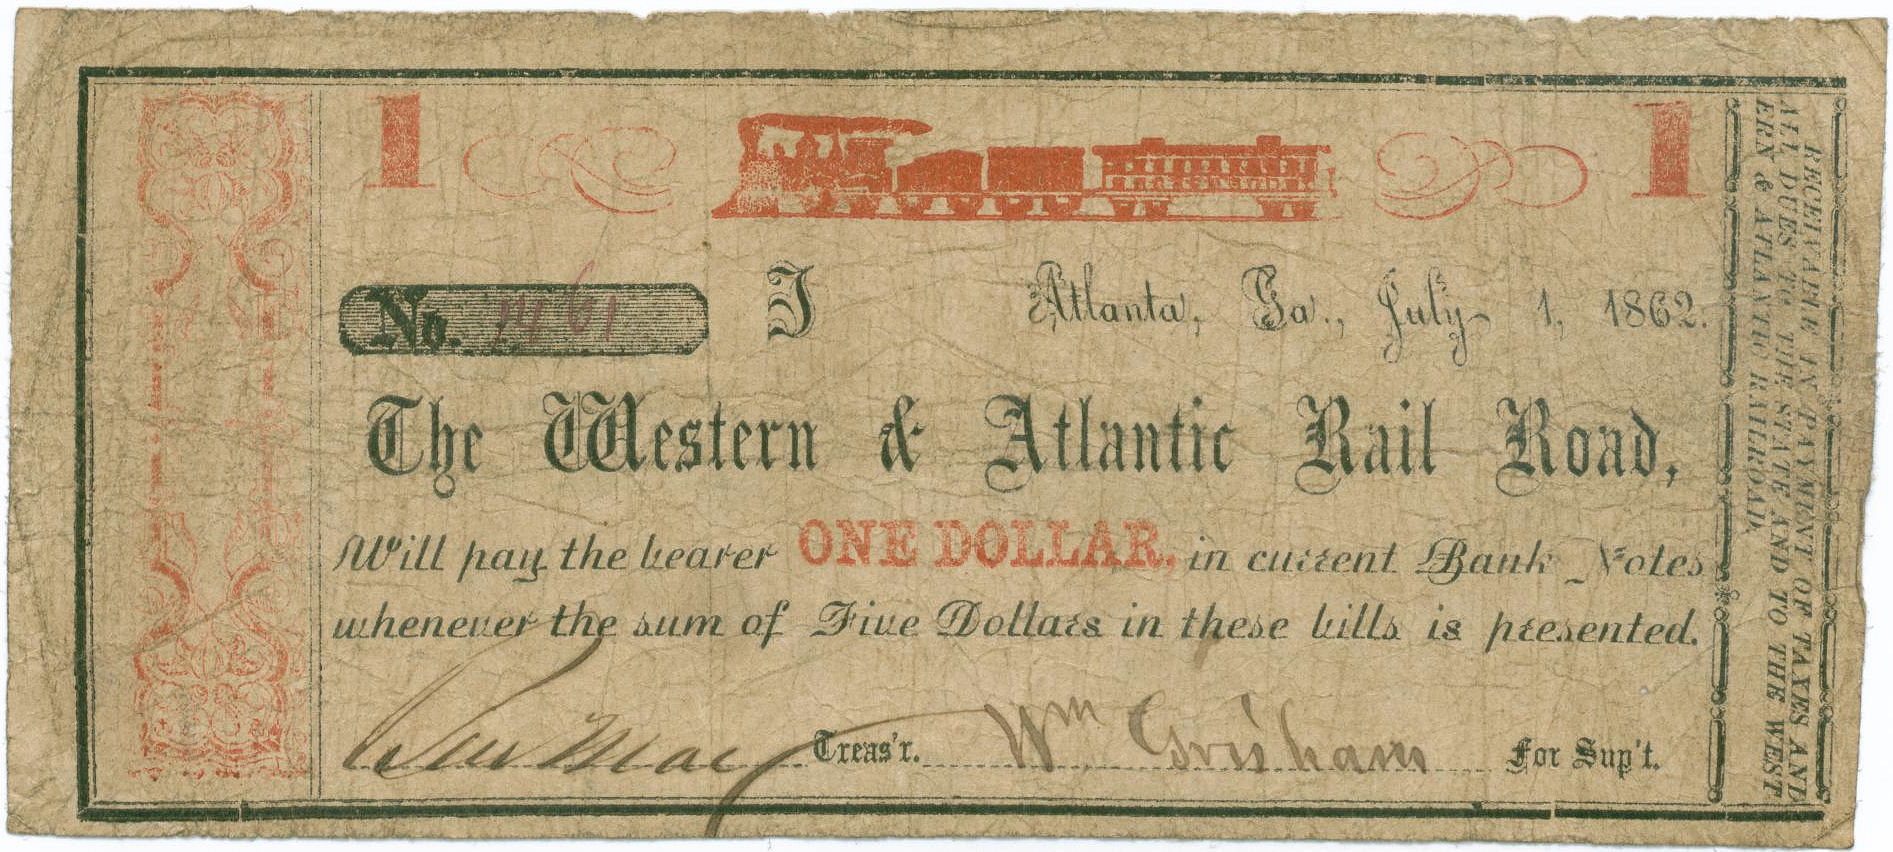 1 1
No. 1461 I Atlanta, Ga., July 1, 1862.
The Western & Atlantic Rail Road,
Will pay the bearer ONE DOLLAR, in current Bank Notes
whenever the sum of Five Dollars in these bills is presented.
Treas'r. Wm Grisham For Sup't.
RECEIVABLE IN PAYMENT OF TAXES AND
ALL DUES TO THE STATE AND TO THE WEST
ERN & ATLANTIC RAILROAD.